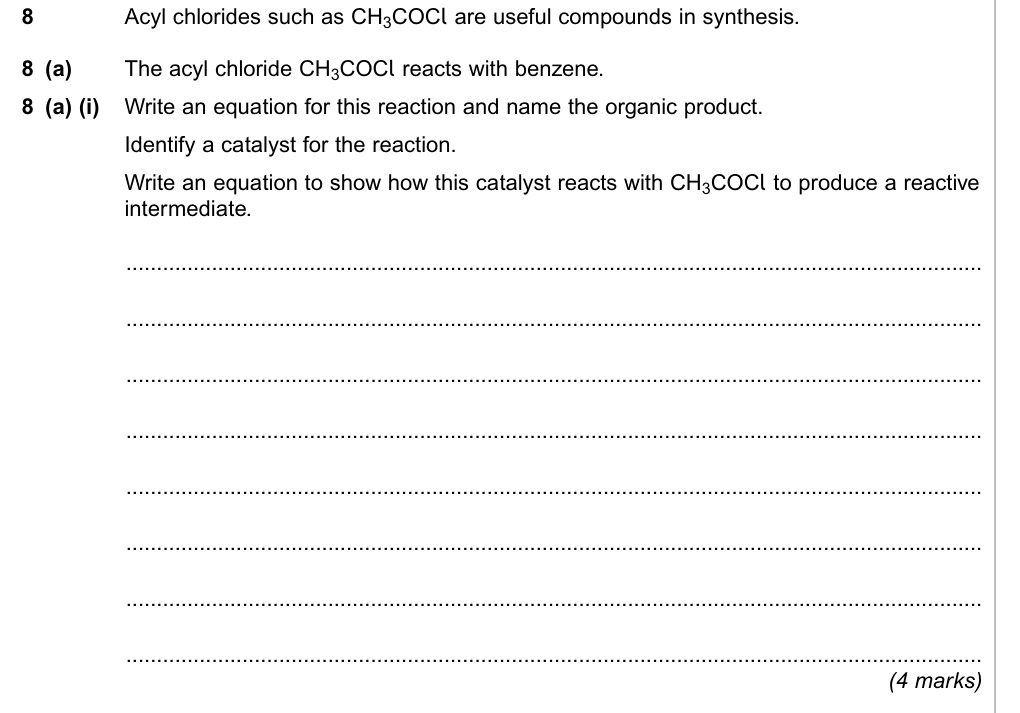 8 Acyl chlorides such as CH₃COCl are useful compounds in synthesis.
8 (a) The acyl chloride CH₃COCl reacts with benzene.
8 (a) (i) Write an equation for this reaction and name the organic product.
Identify a catalyst for the reaction.
Write an equation to show how this catalyst reacts with CH₃COCl to produce a reactive
intermediate.
(4 marks)